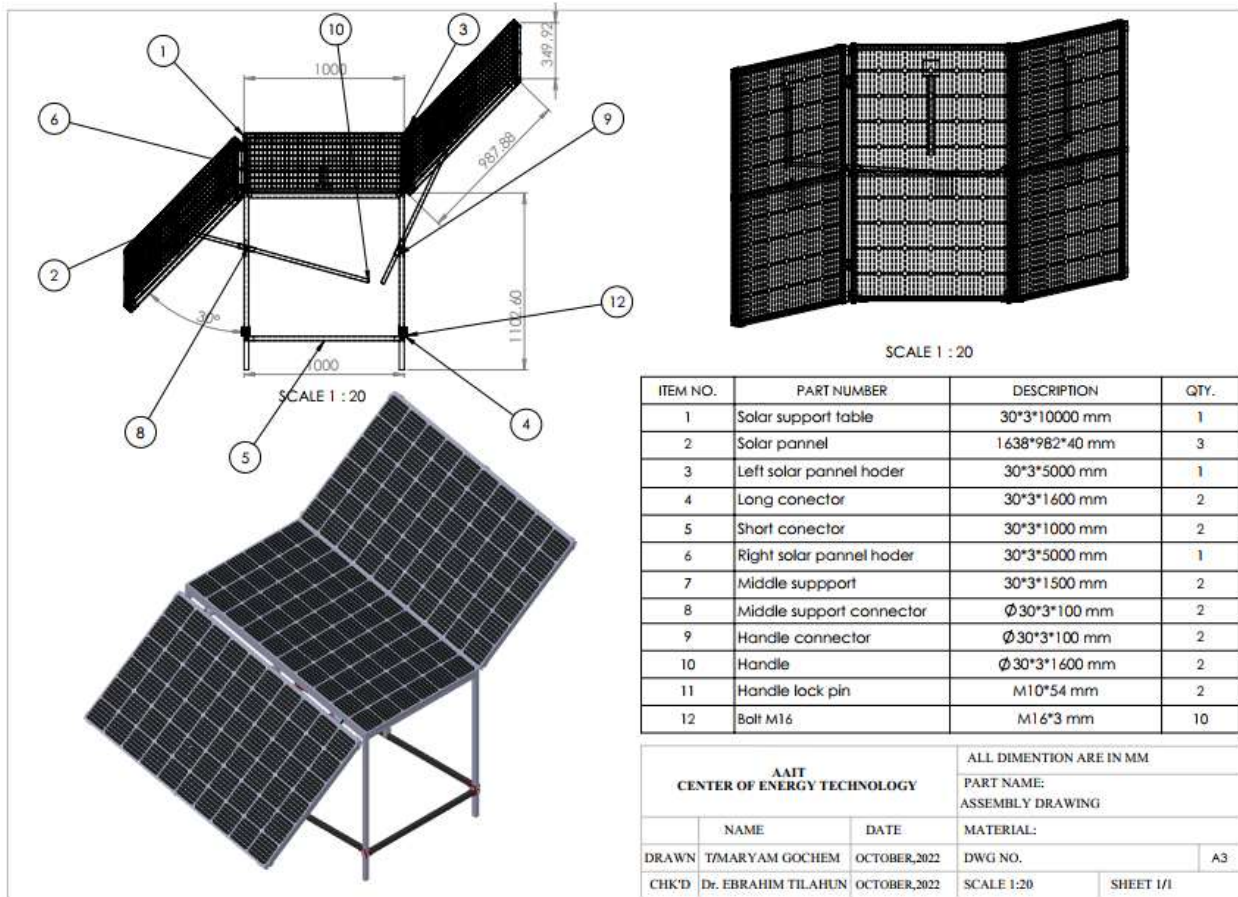 10
3
1
1000
349.92
6
9
987.88
2
30°
12
1102.60
1000
SCALE 1 : 20
8
5
4
SCALE 1 : 20
ITEM NO. PART NUMBER DESCRIPTION QTY.
1 Solar support table 30*3*10000 mm 1
2 Solar pannel 1638*982*40 mm 3
3 Left solar pannel hoder 30*3*5000 mm 1
4 Long conector 30*3*1600 mm 2
5 Short conector 30*3*1000 mm 2
6 Right solar pannel hoder 30*3*5000 mm 1
7 Middle suppport 30*3*1500 mm 2
8 Middle support connector Ø30*3*100 mm 2
9 Handle connector Ø30*3*100 mm 2
10 Handle Ø30*3*1600 mm 2
11 Handle lock pin M10*54 mm 2
12 Bolt M16 M16*3 mm 10
AAIT
CENTER OF ENERGY TECHNOLOGY
ALL DIMENTION ARE IN MM
PART NAME:
ASSEMBLY DRAWING
NAME DATE MATERIAL:
DRAWN T/MARYAM GOCHEM OCTOBER,2022 DWG NO. A3
CHK'D Dr. EBRAHIM TILAHUN OCTOBER,2022 SCALE 1:20 SHEET 1/1